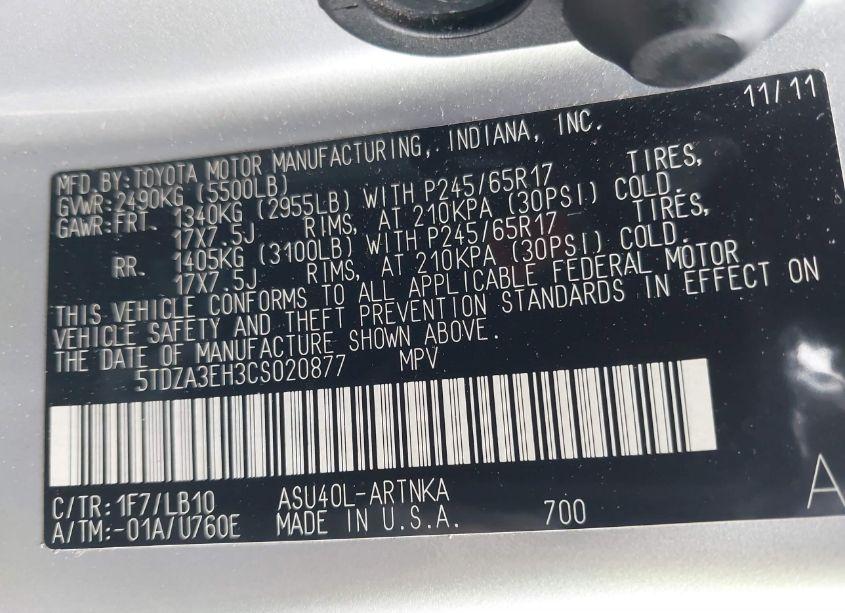 11/11
MFD.BY:TOYOTA MOTOR MANUFACTURING, INDIANA, INC.
GVWR:2490KG (5500LB)
GAWR:FRT. 1340KG (2955LB) WITH P245/65R17 TIRES,
17X7.5J RIMS, AT 210KPA (30PSI) COLD.
RR. 1405KG (3100LB) WITH P245/65R17 TIRES,
17X7.5J RIMS, AT 210KPA (30PSI) COLD.
THIS VEHICLE CONFORMS TO ALL APPLICABLE FEDERAL MOTOR
VEHICLE SAFETY AND THEFT PREVENTION STANDARDS IN EFFECT ON
THE DATE OF MANUFACTURE SHOWN ABOVE.
5TDZA3EH3CS020877 MPV
C/TR:1F7/LB10 ASU40L-ARTNKA
A/TM:-01A/U760E MADE IN U.S.A. 700 A